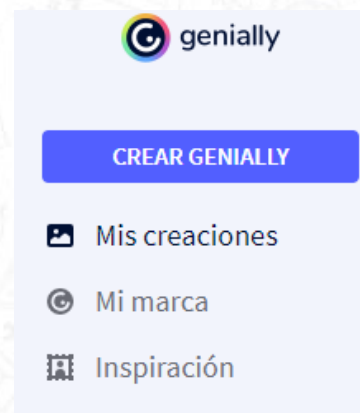 genially
CREAR GENIALLY
Mis creaciones
Mi marca
Inspiración